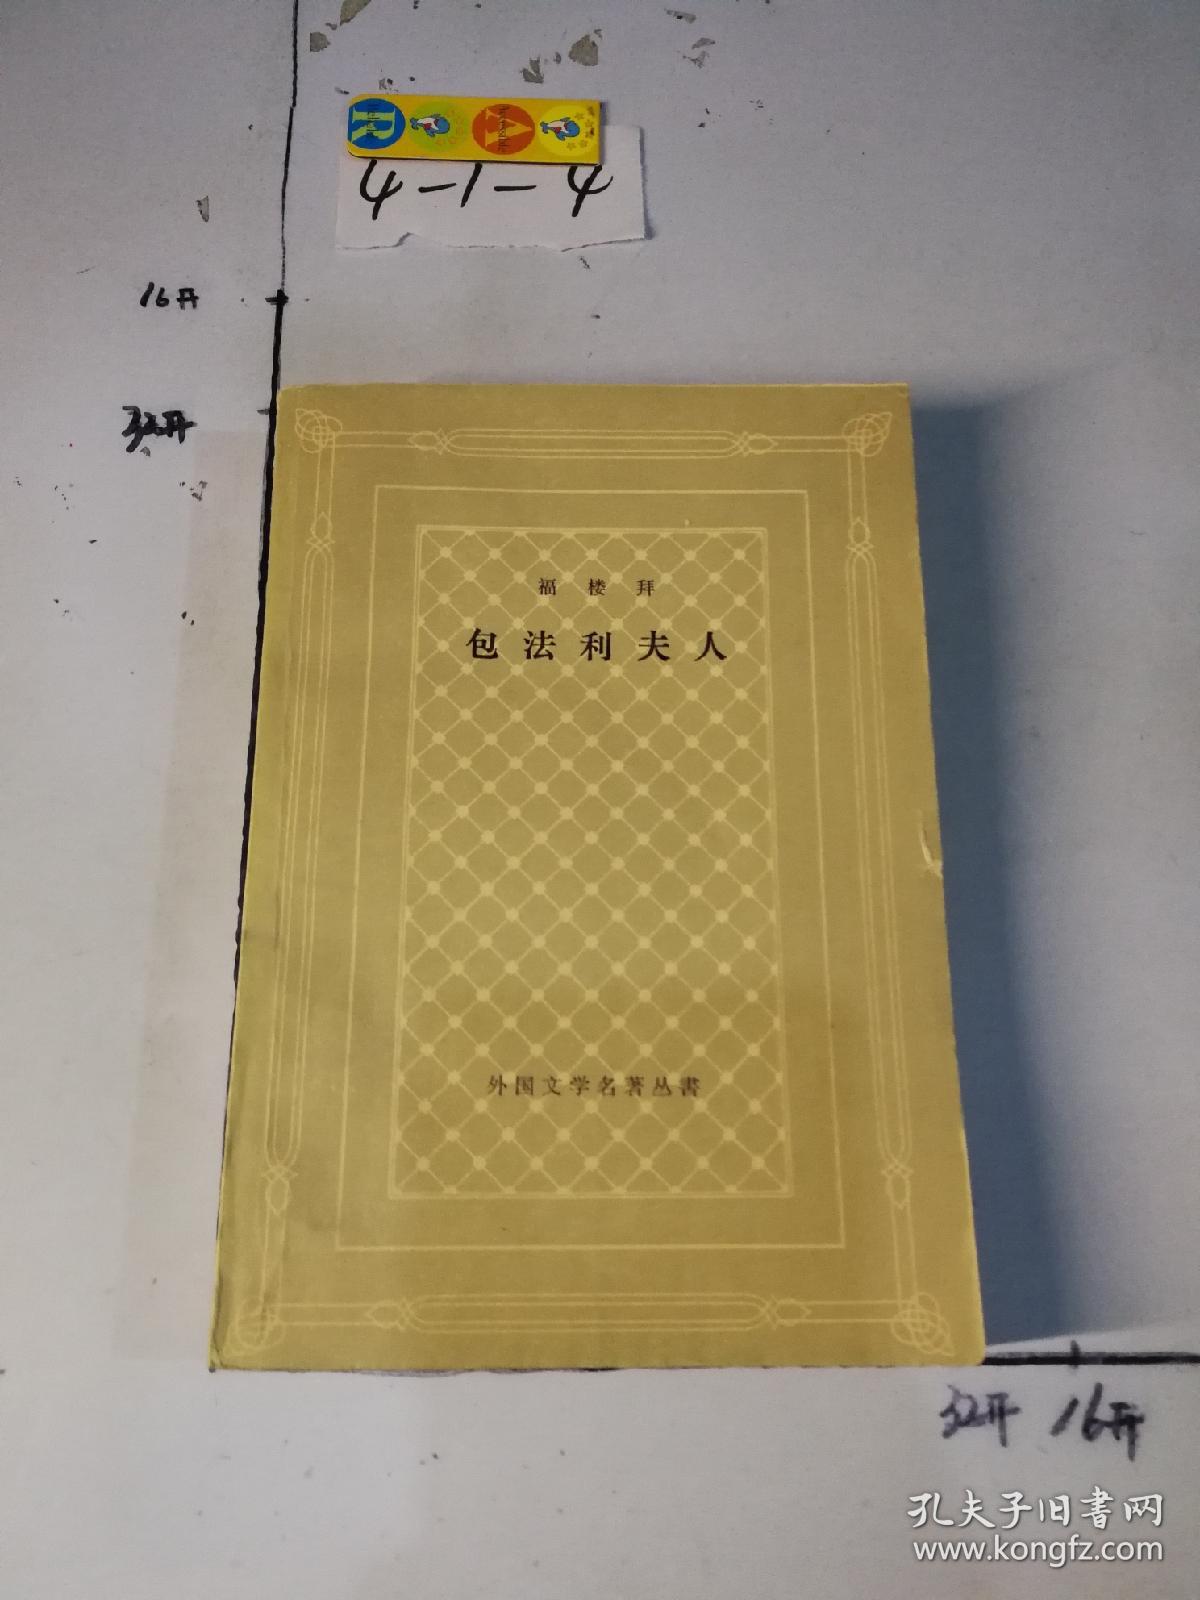 R
A
4-1-4
16开
32开
福楼拜
包法利夫人
外国文学名著丛書
32开 16开
孔夫子旧书网
www.kongfz.com